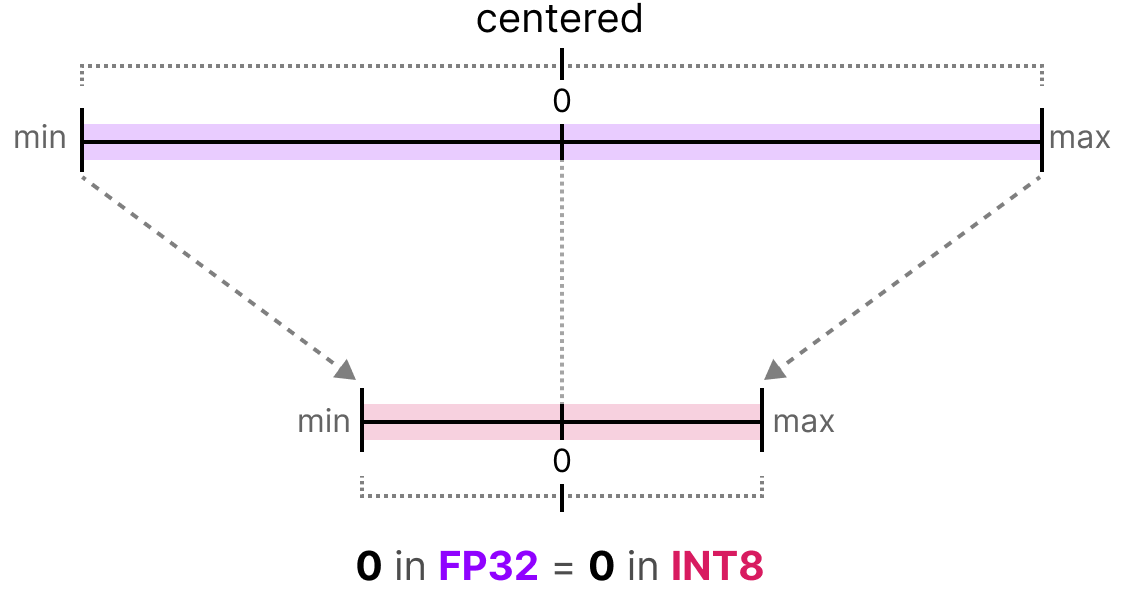 centered
0
min max
min max
0
0 in FP32 = 0 in INT8